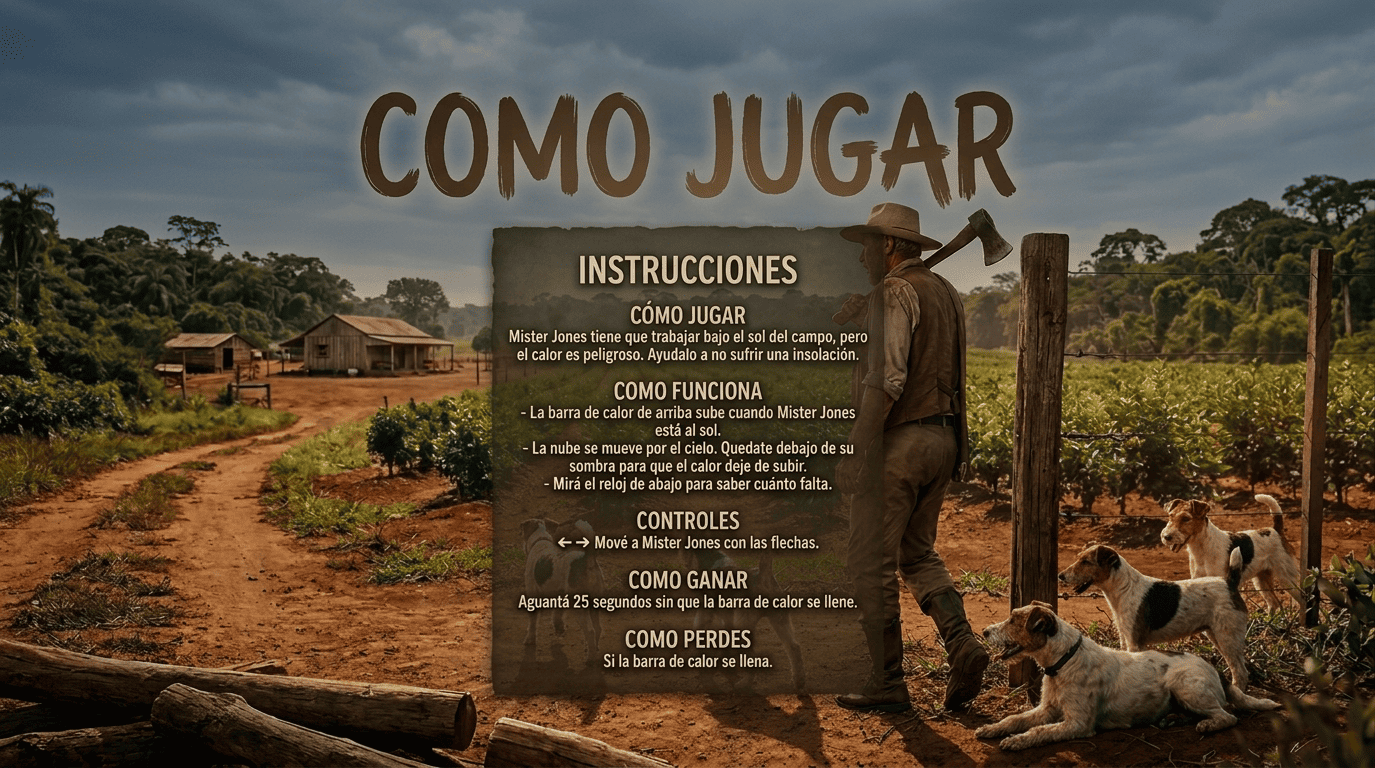 COMO JUGAR
INSTRUCCIONES
CÓMO JUGAR
Mister Jones tiene que trabajar bajo el sol del campo, pero
el calor es peligroso. Ayudalo a no sufrir una insolación.
COMO FUNCIONA
- La barra de calor de arriba sube cuando Mister Jones
está al sol.
- La nube se mueve por el cielo. Quedate debajo de su
sombra para que el calor deje de subir.
- Mirá el reloj de abajo para saber cuánto falta.
CONTROLES
←→ Mové a Mister Jones con las flechas.
COMO GANAR
Aguantá 25 segundos sin que la barra de calor se llene.
COMO PERDES
Si la barra de calor se llena.